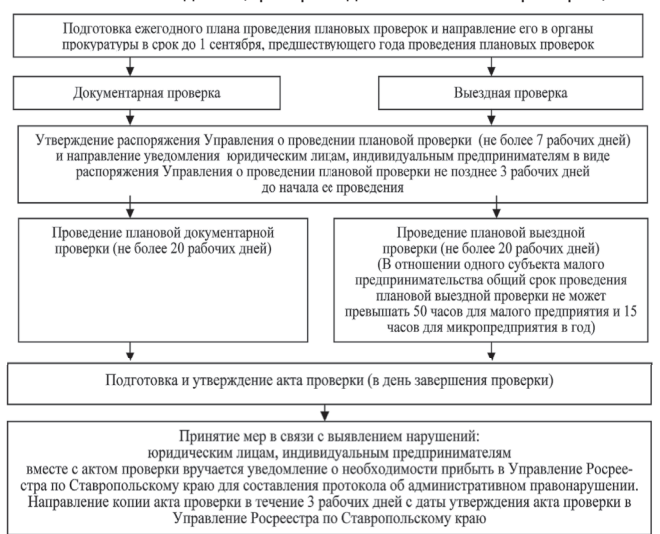 Подготовка ежегодного плана проведения плановых проверок и направление его в органы
прокуратуры в срок до 1 сентября, предшествующего года проведения плановых проверок
Документарная проверка
Выездная проверка
Утверждение распоряжения Управления о проведении плановой проверки (не более 7 рабочих дней)
и направление уведомления юридическим лицам, индивидуальным предпринимателям в виде
распоряжения Управления о проведении плановой проверки не позднее 3 рабочих дней
до начала ее проведения
Проведение плановой документарной
проверки (не более 20 рабочих дней)
Проведение плановой выездной
проверки (не более 20 рабочих дней)
(В отношении одного субъекта малого
предпринимательства общий срок проведения
плановой выездной проверки не может
превышать 50 часов для малого предприятия и 15
часов для микропредприятия в год)
Подготовка и утверждение акта проверки (в день завершения проверки)
Принятие мер в связи с выявлением нарушений:
юридическим лицам, индивидуальным предпринимателям
вместе с актом проверки вручается уведомление о необходимости прибыть в Управление Росрее-
стра по Ставропольскому краю для составления протокола об административном правонарушении.
Направление копии акта проверки в течение 3 рабочих дней с даты утверждения акта проверки в
Управление Росреестра по Ставропольскому краю